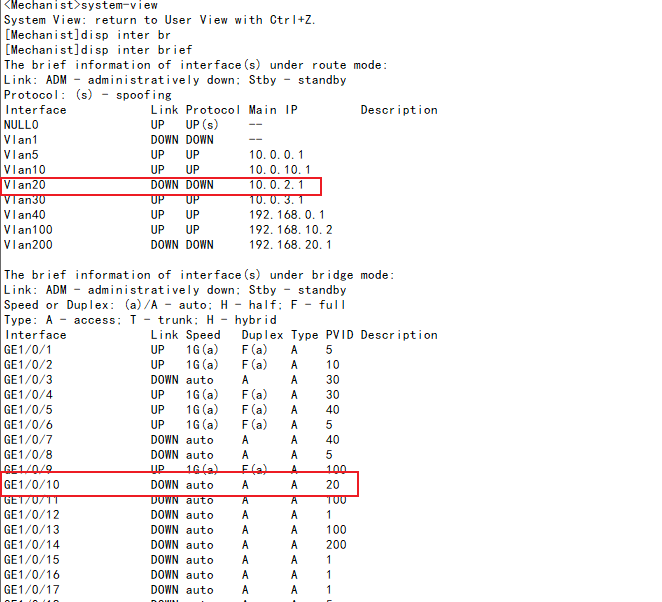 <Mechanist>system-view
System View: return to User View with Ctrl+Z.
[Mechanist]disp inter br
[Mechanist]disp inter brief
The brief information of interface(s) under route mode:
Link: ADM - administratively down; Stby - standby
Protocol: (s) - spoofing
Interface            Link Protocol Main IP         Description
NULL0                UP   UP(s)    --
Vlan1                DOWN DOWN     --
Vlan5                UP   UP       10.0.0.1
Vlan10               UP   UP       10.0.10.1
Vlan20               DOWN DOWN     10.0.2.1
Vlan30               UP   UP       10.0.3.1
Vlan40               UP   UP       192.168.0.1
Vlan100              UP   UP       192.168.10.2
Vlan200              DOWN DOWN     192.168.20.1
The brief information of interface(s) under bridge mode:
Link: ADM - administratively down; Stby - standby
Speed or Duplex: (a)/A - auto; H - half; F - full
Type: A - access; T - trunk; H - hybrid
Interface            Link Speed   Duplex Type PVID Description
GE1/0/1              UP   1G(a)   F(a)   A    5
GE1/0/2              UP   1G(a)   F(a)   A    10
GE1/0/3              DOWN auto    A      A    30
GE1/0/4              UP   1G(a)   F(a)   A    30
GE1/0/5              UP   1G(a)   F(a)   A    40
GE1/0/6              UP   1G(a)   F(a)   A    5
GE1/0/7              DOWN auto    A      A    40
GE1/0/8              DOWN auto    A      A    5
GE1/0/9              UP   1G(a)   F(a)   A    100
GE1/0/10             DOWN auto    A      A    20
GE1/0/11             DOWN auto    A      A    100
GE1/0/12             DOWN auto    A      A    1
GE1/0/13             DOWN auto    A      A    100
GE1/0/14             DOWN auto    A      A    200
GE1/0/15             DOWN auto    A      A    1
GE1/0/16             DOWN auto    A      A    1
GE1/0/17             DOWN auto    A      A    1